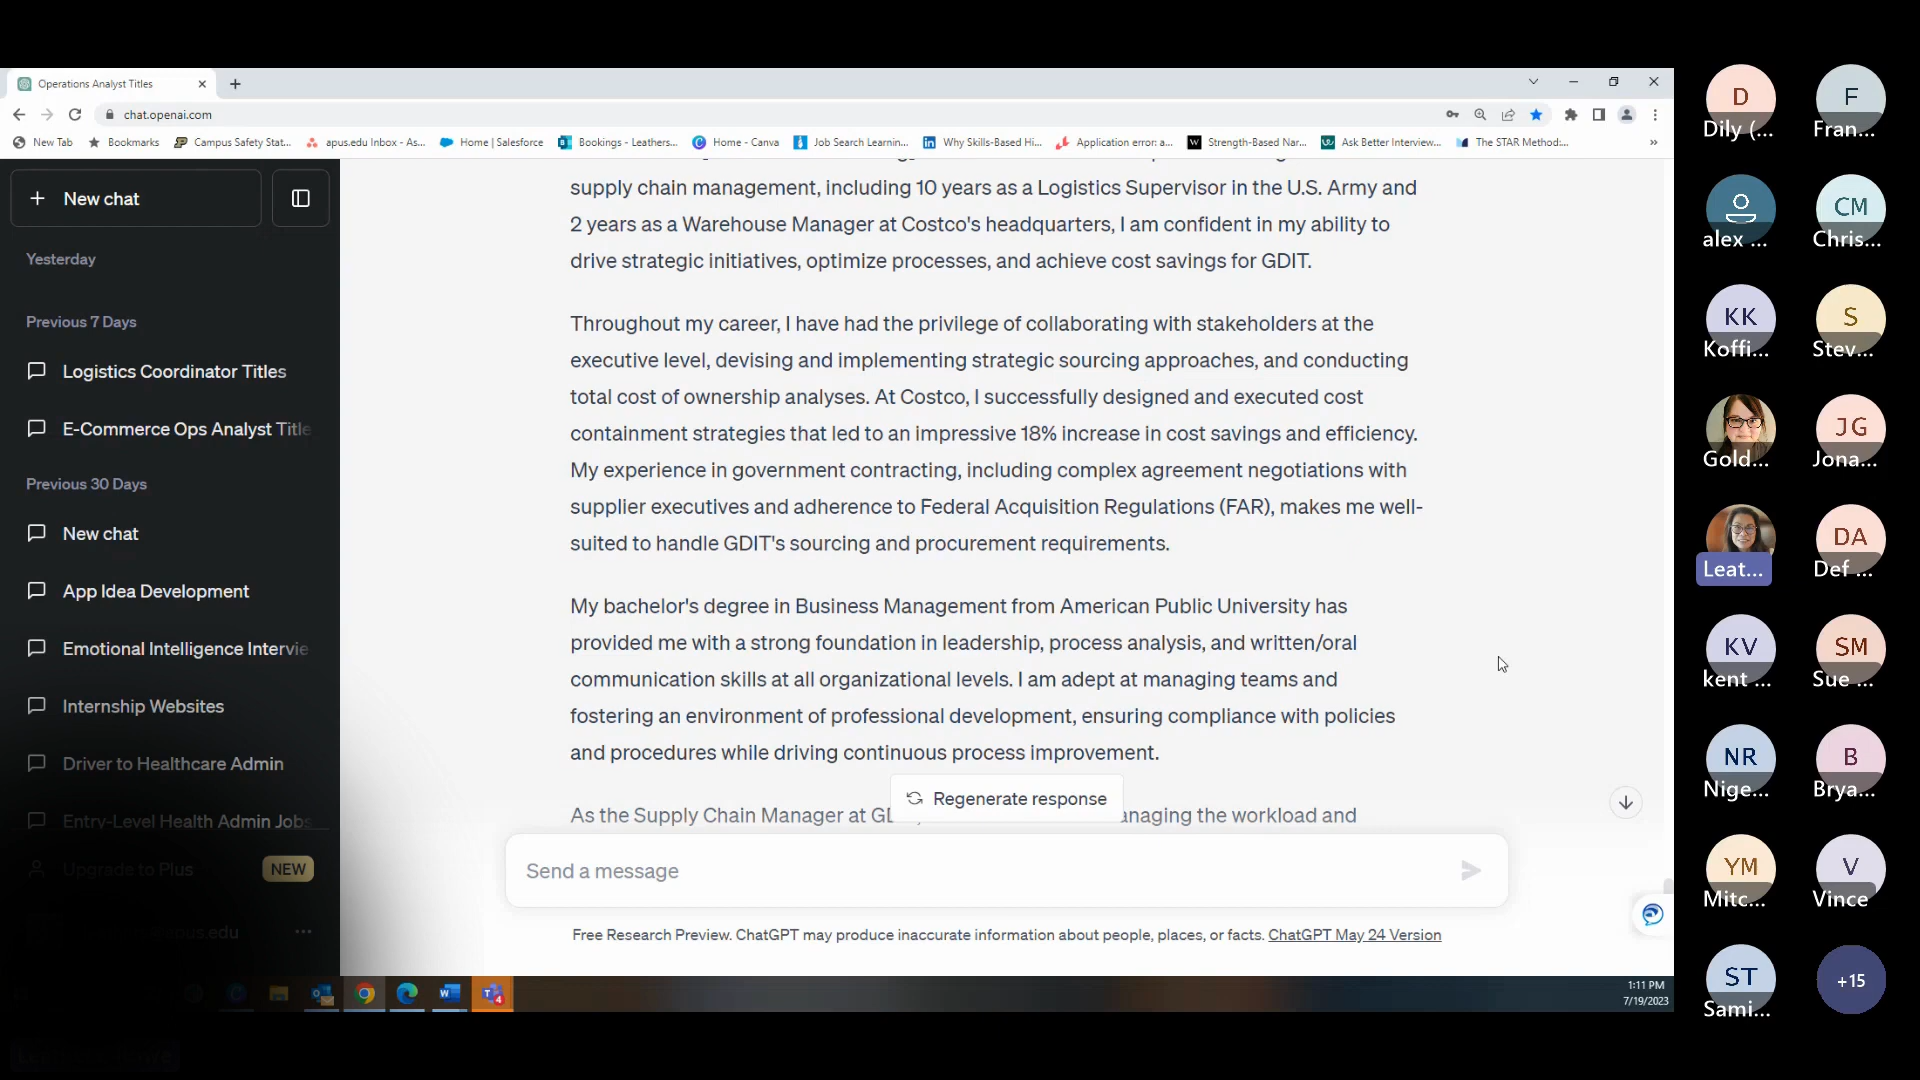 Operations Analyst Titles
chat.openai.com
New Tab
Bookmarks
Campus Safety Stat...
apus.edu Inbox - As...
Home | Salesforce
Bookings - Leathers...
Home - Canva
Job Search Learnin...
Why Skills-Based Hi...
Application error: a...
Strength-Based Nar...
Ask Better Interview...
The STAR Method:...
New chat
Yesterday
Previous 7 Days
Logistics Coordinator Titles
E-Commerce Ops Analyst Title
Previous 30 Days
New chat
App Idea Development
Emotional Intelligence Intervie
Internship Websites
Driver to Healthcare Admin
Entry-Level Health Admin Jobs
Upgrade to Plus
NEW
supply chain management, including 10 years as a Logistics Supervisor in the U.S. Army and
2 years as a Warehouse Manager at Costco's headquarters, I am confident in my ability to
drive strategic initiatives, optimize processes, and achieve cost savings for GDIT.
Throughout my career, I have had the privilege of collaborating with stakeholders at the
executive level, devising and implementing strategic sourcing approaches, and conducting
total cost of ownership analyses. At Costco, I successfully designed and executed cost
containment strategies that led to an impressive 18% increase in cost savings and efficiency.
My experience in government contracting, including complex agreement negotiations with
supplier executives and adherence to Federal Acquisition Regulations (FAR), makes me well-
suited to handle GDIT's sourcing and procurement requirements.
My bachelor's degree in Business Management from American Public University has
provided me with a strong foundation in leadership, process analysis, and written/oral
communication skills at all organizational levels. I am adept at managing teams and
fostering an environment of professional development, ensuring compliance with policies
and procedures while driving continuous process improvement.
As the Supply Chain Manager at
the workload and
Regenerate response
Send a message
Free Research Preview. ChatGPT may produce inaccurate information about people, places, or facts. ChatGPT May 24 Version
1:11 PM
7/19/2023
D
Dily (...
F
Fran...
alex ...
CM
Chris...
KK
Koffi...
S
Stev...
Gold...
JG
Jona...
Leat...
DA
Def ...
KV
kent ...
SM
Sue ...
NR
Nige...
B
Brya...
YM
Mitc...
V
Vince
ST
Sami...
+15